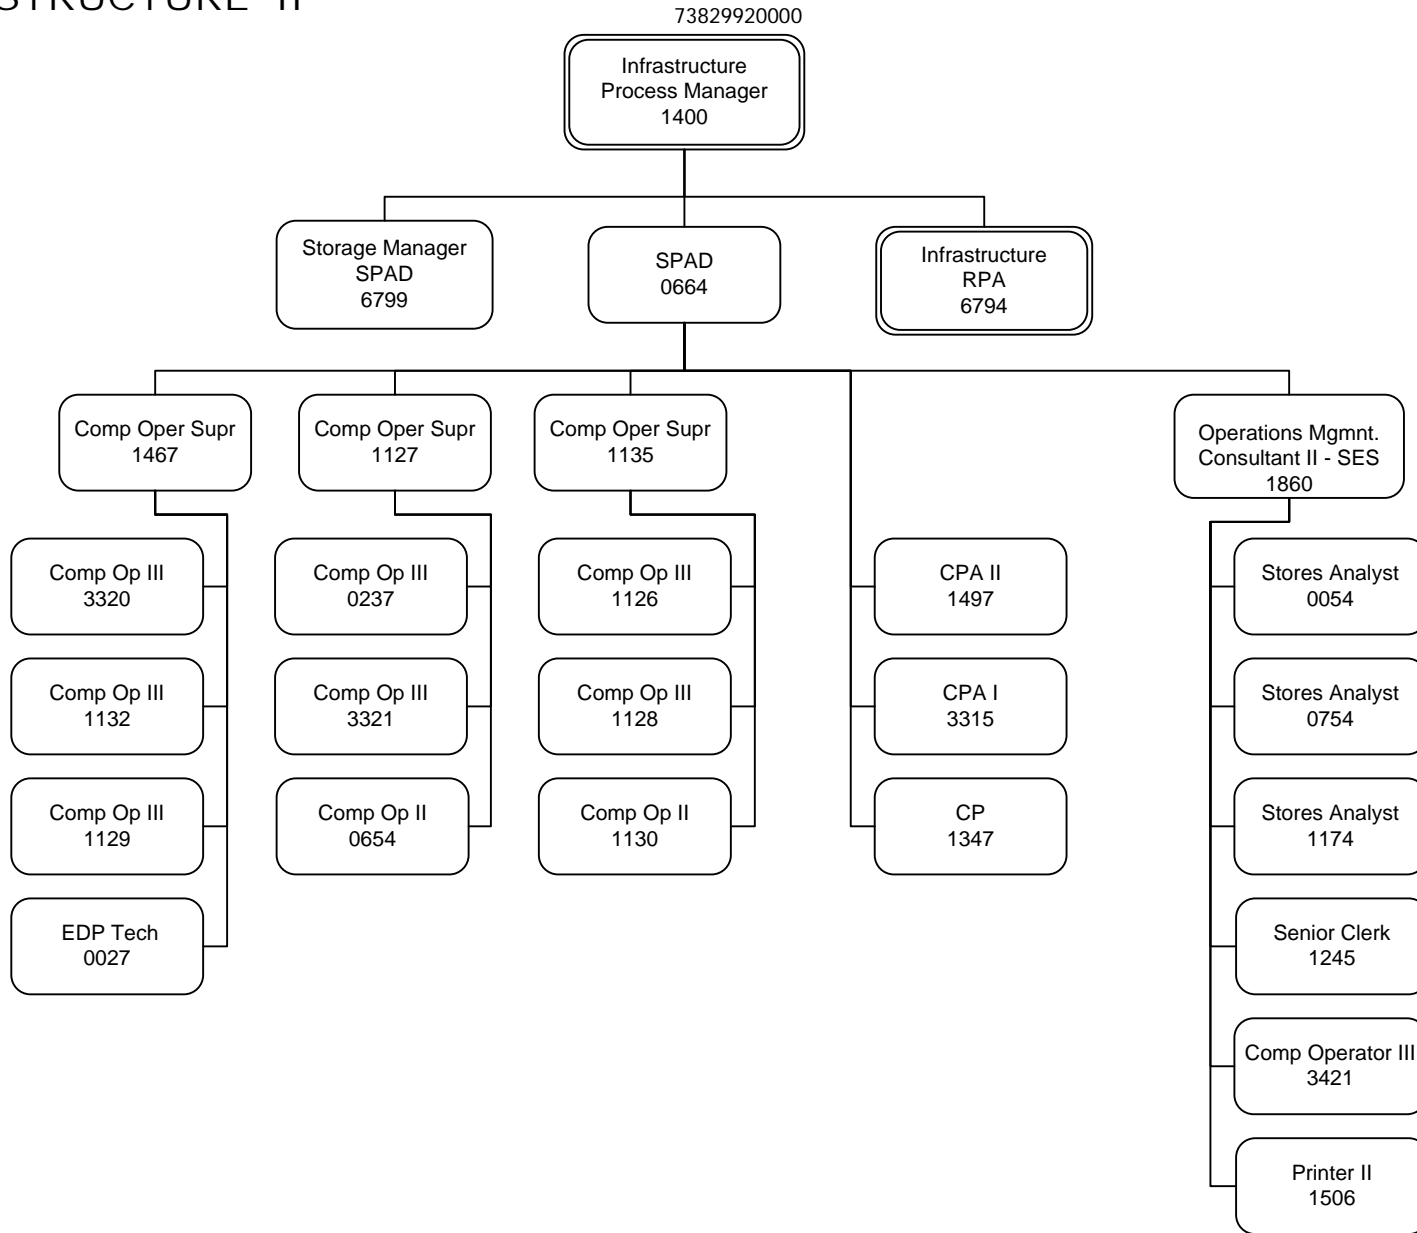 STRUCTURE II
73829920000
Infrastructure
Process Manager
1400
Storage Manager
SPAD
6799
SPAD
0664
Infrastructure
RPA
6794
Comp Oper Supr
1467
Comp Oper Supr
1127
Comp Oper Supr
1135
Operations Mgmnt.
Consultant II - SES
1860
Comp Op III
3320
Comp Op III
0237
Comp Op III
1126
CPA II
1497
Stores Analyst
0054
Comp Op III
1132
Comp Op III
3321
Comp Op III
1128
CPA I
3315
Stores Analyst
0754
Comp Op III
1129
Comp Op II
0654
Comp Op II
1130
CP
1347
Stores Analyst
1174
EDP Tech
0027
Senior Clerk
1245
Comp Operator III
3421
Printer II
1506